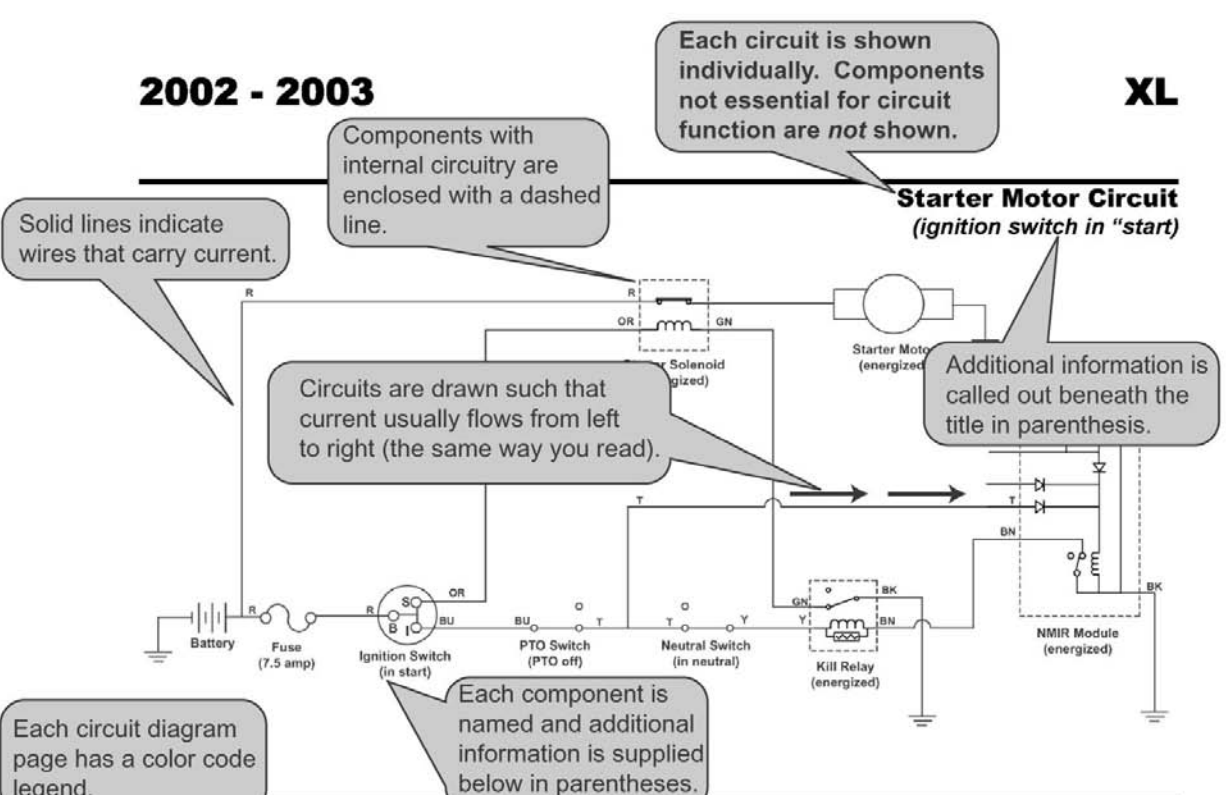 2002 - 2003
XL
Each circuit is shown
individually. Components
not essential for circuit
function are not shown.
Components with
internal circuitry are
enclosed with a dashed
line.
Starter Motor Circuit
(ignition switch in “start)
Solid lines indicate
wires that carry current.
R
R
OR
GN
Solenoid
Starter
(energized
Circuits are drawn such that
current usually flows from left
to right (the same way you read).
Additional information is
called out beneath the
title in parenthesis.
T
T
BN
BK
NMIR Module
(energized)
Battery
R
Fuse
(7.5 amp)
R
B
S
I
OR
BU
Ignition Switch
(in start)
BU
T
PTO Switch
(PTO off)
T
Y
Neutral Switch
(in neutral)
GN
BK
Y
BN
Kill Relay
(energized)
Each component is
named and additional
information is supplied
below in parentheses.
Each circuit diagram
page has a color code
legend.